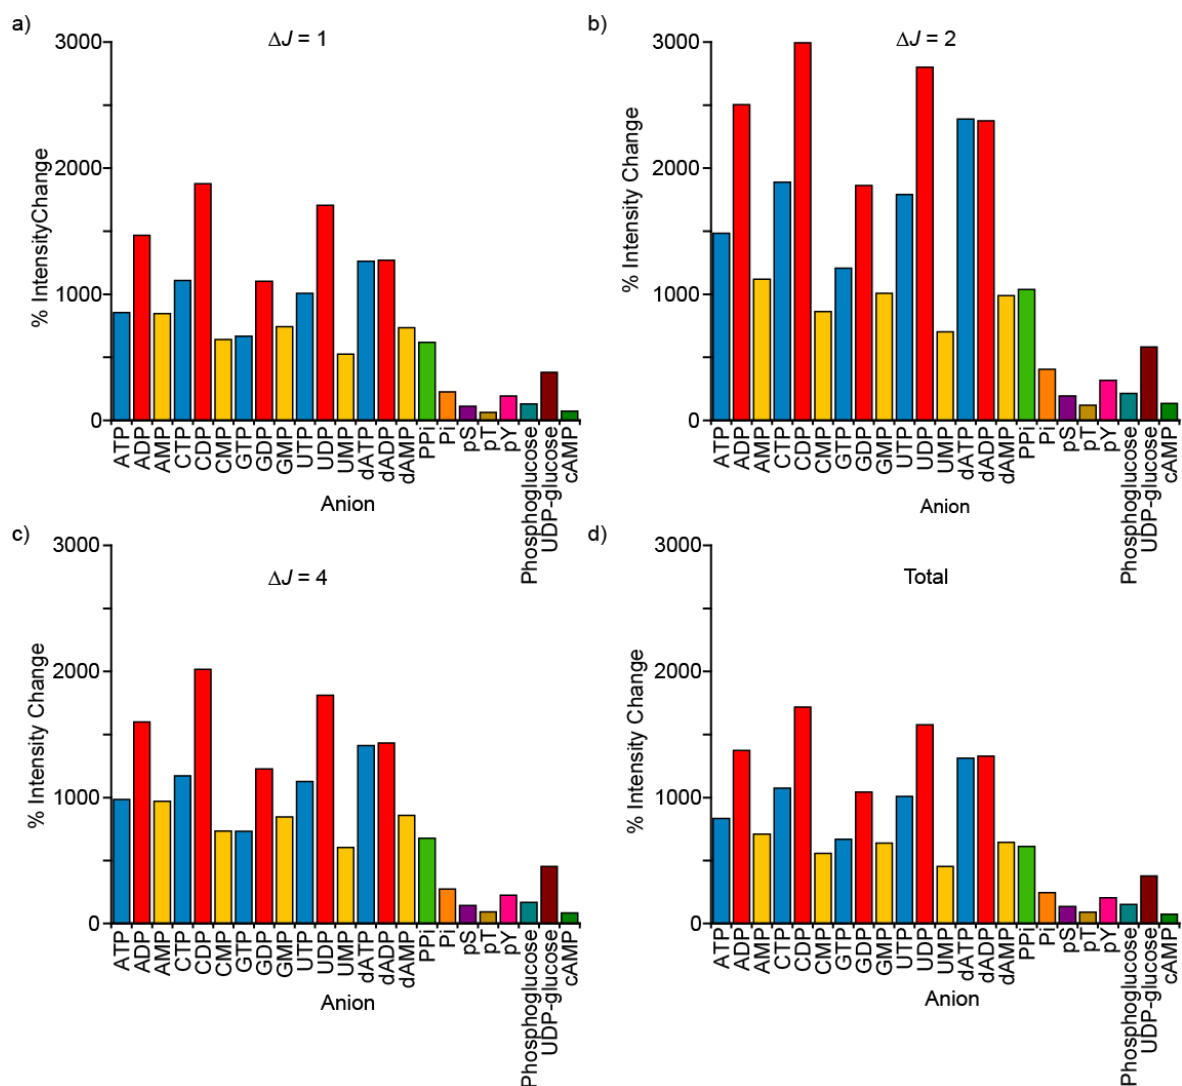 a)
ΔJ = 1
3000
2000
1000
0
% IntensityChange
ATP
ADP
AMP
CTP
CDP
CMP
GTP
GDP
GMP
UTP
UDP
UMP
dATP
dADP
dAMP
PPi
Pi
pS
pT
pY
Phosphoglucose
UDP-glucose
cAMP
Anion
b)
ΔJ = 2
3000
2000
1000
0
% Intensity Change
ATP
ADP
AMP
CTP
CDP
CMP
GTP
GDP
GMP
UTP
UDP
UMP
dATP
dADP
dAMP
PPi
Pi
pS
pT
pY
Phosphoglucose
UDP-glucose
cAMP
Anion
c)
ΔJ = 4
3000
2000
1000
0
% Intensity Change
ATP
ADP
AMP
CTP
CDP
CMP
GTP
GDP
GMP
UTP
UDP
UMP
dATP
dADP
dAMP
PPi
Pi
pS
pT
pY
Phosphoglucose
UDP-glucose
cAMP
Anion
d)
Total
3000
2000
1000
0
% Intensity Change
ATP
ADP
AMP
CTP
CDP
CMP
GTP
GDP
GMP
UTP
UDP
UMP
dATP
dADP
dAMP
PPi
Pi
pS
pT
pY
Phosphoglucose
UDP-glucose
cAMP
Anion